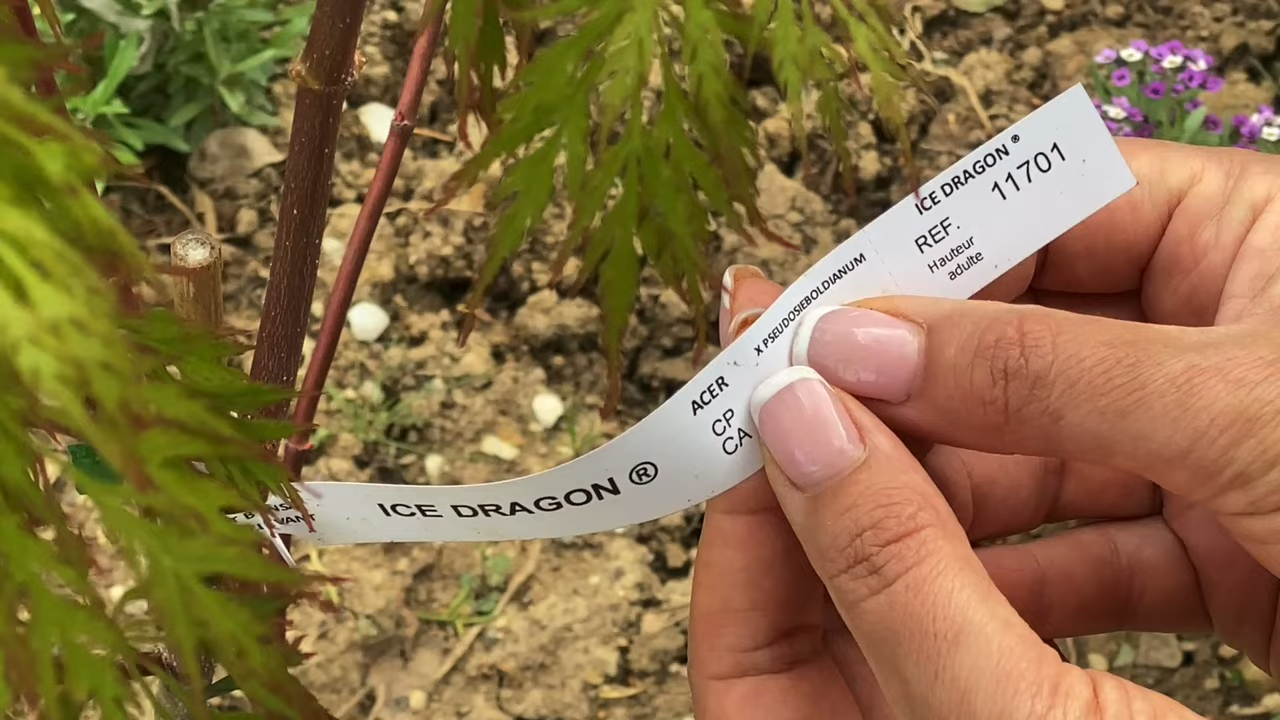 ICE DRAGON ®
ACER X PSEUDOSIEBOLDIANUM
CP
CA
ICE DRAGON ®
REF. 11701
Hauteur
adulte